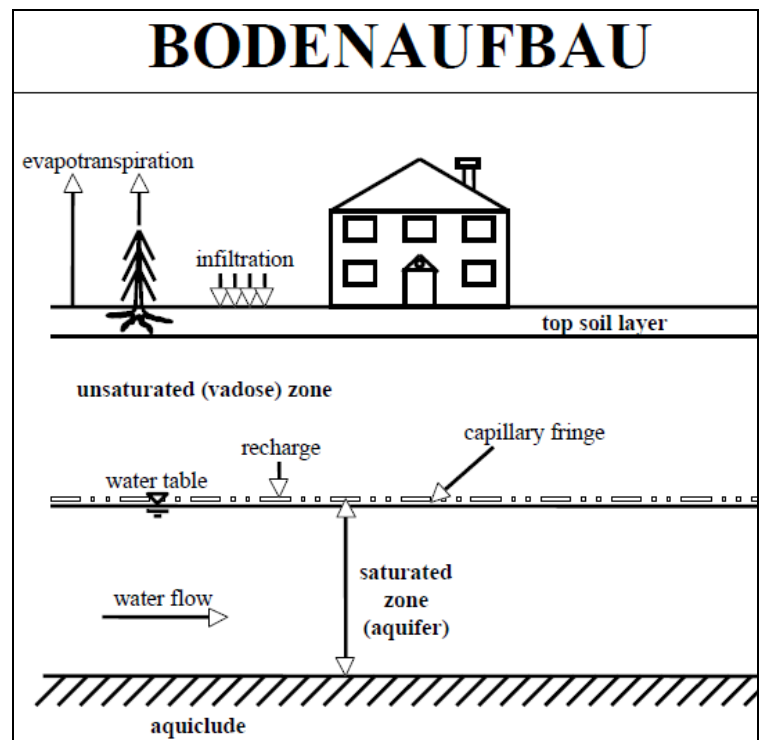 BODENAUFBAU
evapotranspiration
infiltration
top soil layer
unsaturated (vadose) zone
capillary fringe
recharge
water table
saturated
zone
(aquifer)
water flow
aquiclude